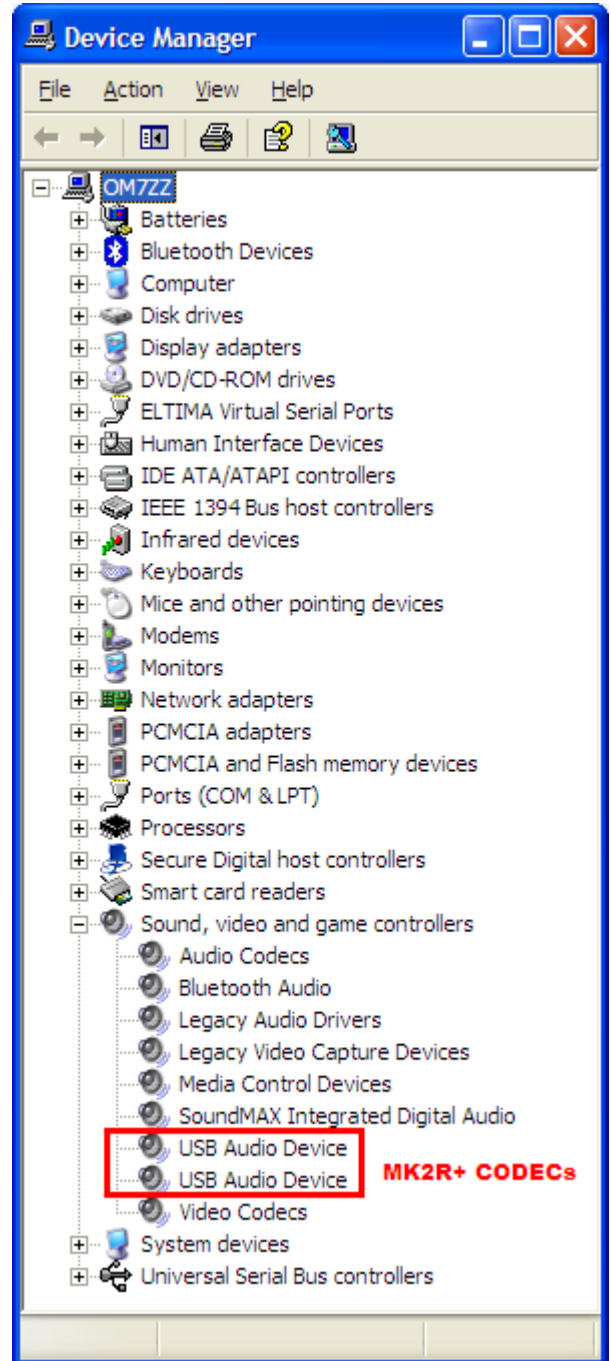 Device Manager
File Action View Help
OM7ZZ
Batteries
Bluetooth Devices
Computer
Disk drives
Display adapters
DVD/CD-ROM drives
ELTIMA Virtual Serial Ports
Human Interface Devices
IDE ATA/ATAPI controllers
IEEE 1394 Bus host controllers
Infrared devices
Keyboards
Mice and other pointing devices
Modems
Monitors
Network adapters
PCMCIA adapters
PCMCIA and Flash memory devices
Ports (COM & LPT)
Processors
Secure Digital host controllers
Smart card readers
Sound, video and game controllers
Audio Codecs
Bluetooth Audio
Legacy Audio Drivers
Legacy Video Capture Devices
Media Control Devices
SoundMAX Integrated Digital Audio
USB Audio Device
USB Audio Device
MK2R+ CODECs
Video Codecs
System devices
Universal Serial Bus controllers